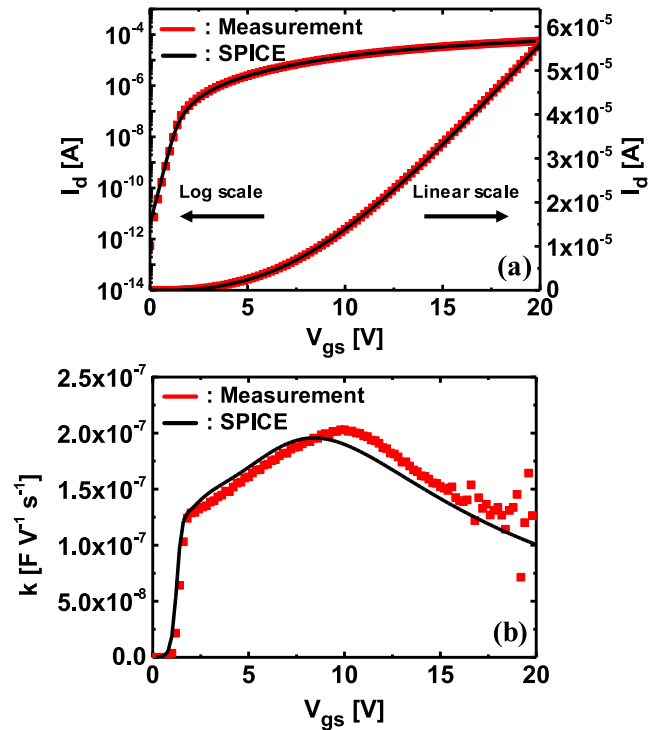 : Measurement
: SPICE
10⁻⁴
10⁻⁶
10⁻⁸
10⁻¹⁰
10⁻¹²
10⁻¹⁴
I_d [A]
6x10⁻⁵
5x10⁻⁵
4x10⁻⁵
3x10⁻⁵
2x10⁻⁵
1x10⁻⁵
0
I_d [A]
Log scale
Linear scale
(a)
0 5 10 15 20
V_gs [V]
: Measurement
: SPICE
2.5x10⁻⁷
2.0x10⁻⁷
1.5x10⁻⁷
1.0x10⁻⁷
5.0x10⁻⁸
0.0
k [F V⁻¹ s⁻¹]
(b)
0 5 10 15 20
V_gs [V]